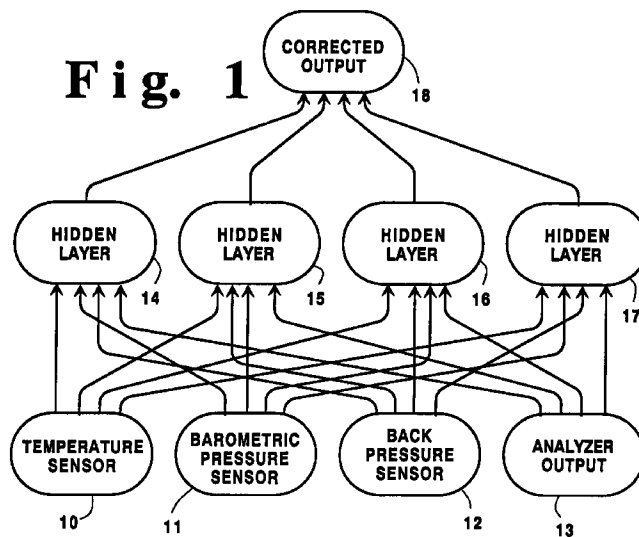 CORRECTED
OUTPUT
18
Fig. 1
HIDDEN
LAYER
14
HIDDEN
LAYER
15
HIDDEN
LAYER
16
HIDDEN
LAYER
17
TEMPERATURE
SENSOR
10
BAROMETRIC
PRESSURE
SENSOR
11
BACK
PRESSURE
SENSOR
12
ANALYZER
OUTPUT
13